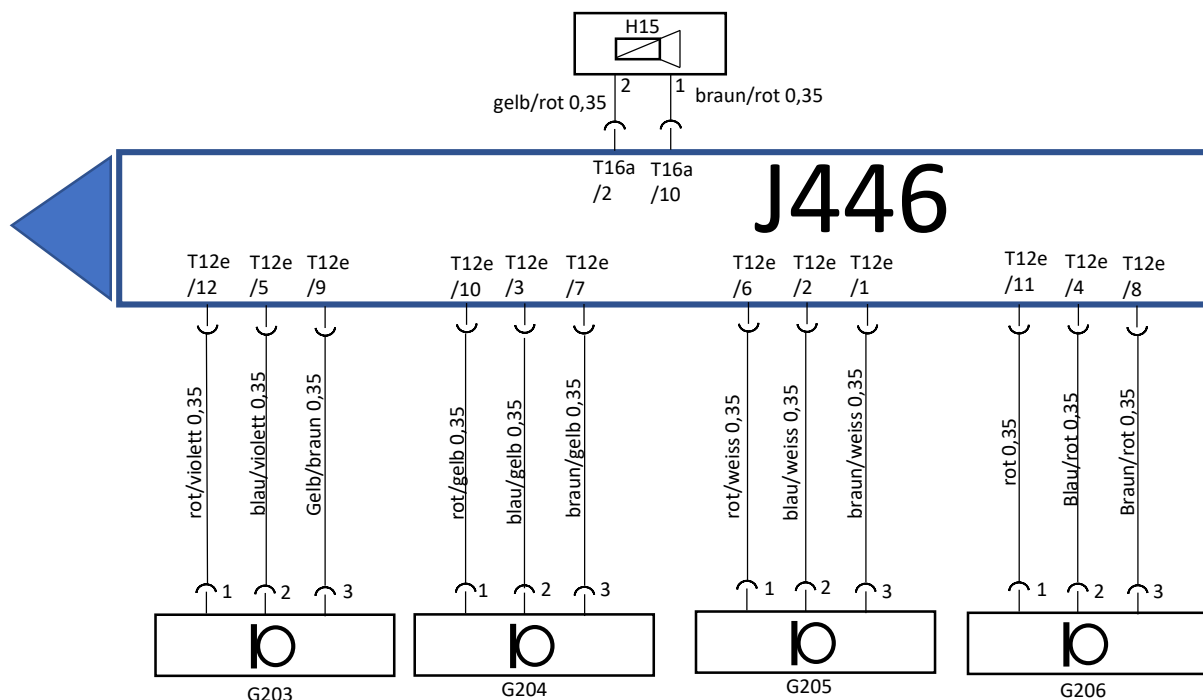 H15
2 1
gelb/rot 0,35 braun/rot 0,35
T16a T16a
/2 /10
J446
T12e T12e T12e T12e T12e T12e T12e T12e T12e T12e T12e T12e
/12 /5 /9 /10 /3 /7 /6 /2 /1 /11 /4 /8
rot/violett 0,35
blau/violett 0,35
Gelb/braun 0,35
rot/gelb 0,35
blau/gelb 0,35
braun/gelb 0,35
rot/weiss 0,35
blau/weiss 0,35
braun/weiss 0,35
rot 0,35
Blau/rot 0,35
Braun/rot 0,35
1 2 3 1 2 3 1 2 3 1 2 3
G203 G204 G205 G206